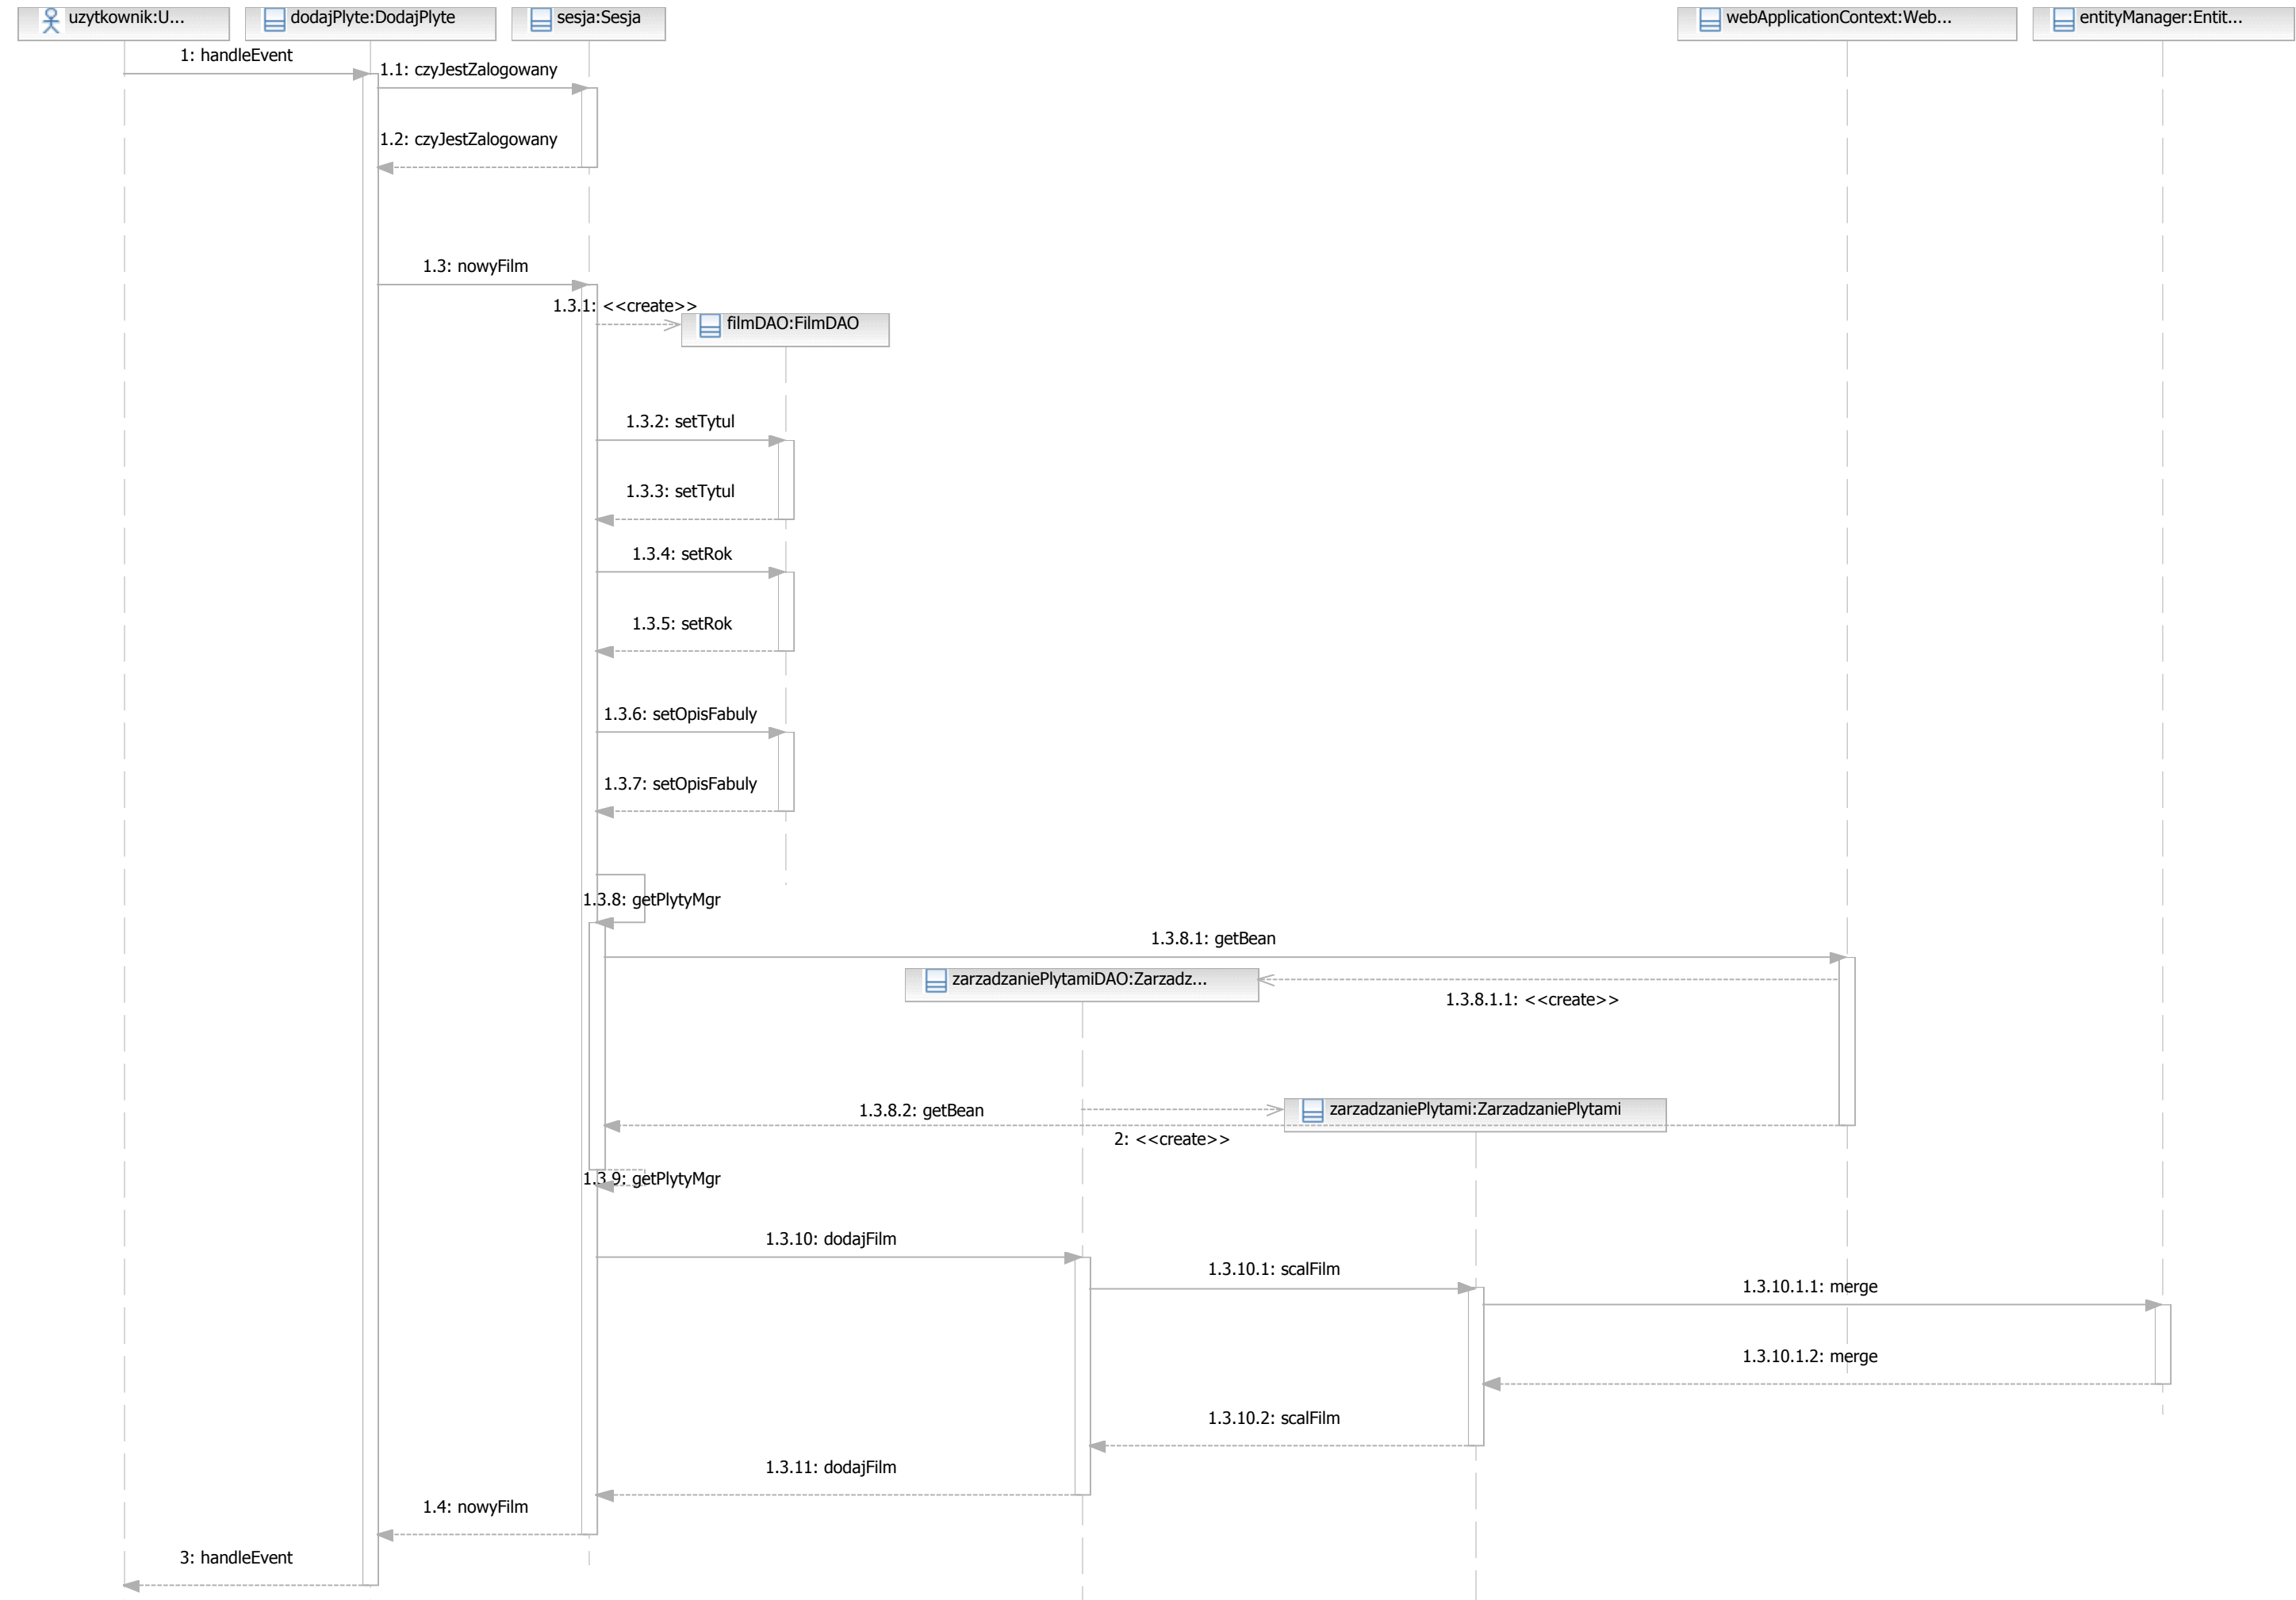 uzytkownik:U...
dodajPlyte:DodajPlyte
sesja:Sesja
webApplicationContext:Web...
entityManager:Entit...
1: handleEvent
1.1: czyJestZalogowany
1.2: czyJestZalogowany
1.3: nowyFilm
1.3.1: <<create>>
filmDAO:FilmDAO
1.3.2: setTytul
1.3.3: setTytul
1.3.4: setRok
1.3.5: setRok
1.3.6: setOpisFabuly
1.3.7: setOpisFabuly
1.3.8: getPlytyMgr
1.3.8.1: getBean
zarzadzaniePlytamiDAO:Zarzadz...
1.3.8.1.1: <<create>>
1.3.8.2: getBean
zarzadzaniePlytami:ZarzadzaniePlytami
2: <<create>>
1.3.9: getPlytyMgr
1.3.10: dodajFilm
1.3.10.1: scalFilm
1.3.10.1.1: merge
1.3.10.1.2: merge
1.3.10.2: scalFilm
1.3.11: dodajFilm
1.4: nowyFilm
3: handleEvent